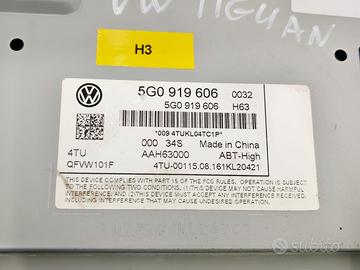 VW TIGUAN
H3
5G0 919 606 0032
5G0 919 606 H63
*009 4TUKL04TC1P*
000 34S Made in China
4TU AAH63000 ABT-High
QFVW101F 4TU-00115.08.161KL20421
THIS DEVICE COMPLIES WITH PART 15 OF THE FCC RULES. OPERATION IS
SUBJECT TO THE FOLLOWING TWO CONDITIONS: (1) THIS DEVICE MAY NOT
CAUSE HARMFUL INTERFERENCE AND (2) THIS DEVICE MUST ACCEPT ANY
INTERFERENCE RECEIVED, INCLUDING INTERFERENCE THAT MAY CAUSE
UNDESIRED OPERATION.
subito